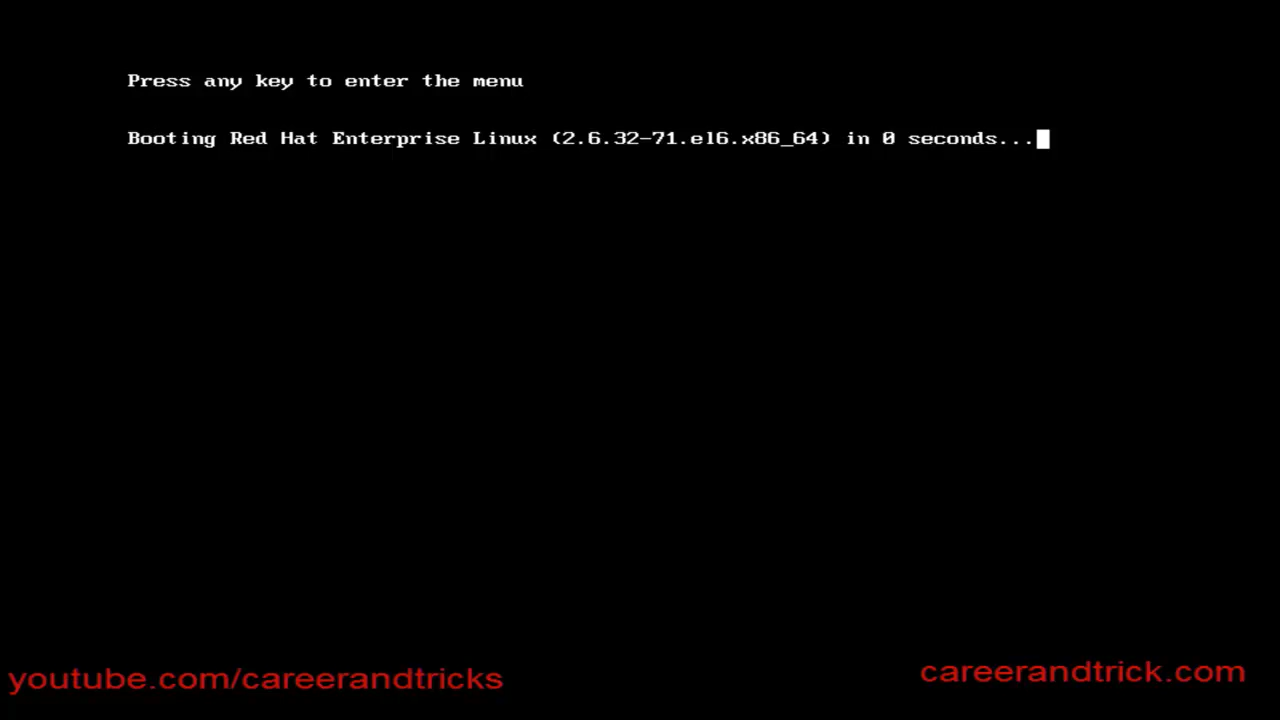 Press any key to enter the menu
Booting Red Hat Enterprise Linux (2.6.32-71.el6.x86_64) in 0 seconds...
youtube.com/careerandtricks
careerandtrick.com